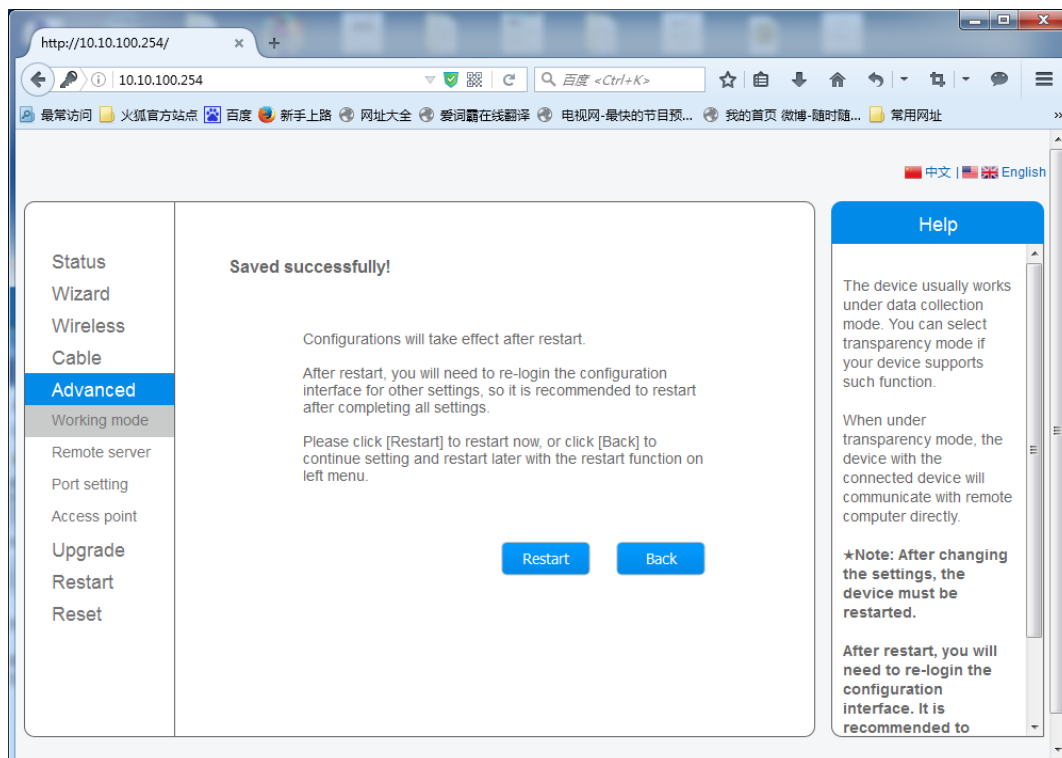 http://10.10.100.254/ × +
10.10.100.254 百度 <Ctrl+K>
最常访问 火狐官方站点 百度 新手上路 网址大全 爱词霸在线翻译 电视网-最快的节目预... 我的首页 微博-随时随... 常用网址 »
中文 | English
Status
Wizard
Wireless
Cable
Advanced
Working mode
Remote server
Port setting
Access point
Upgrade
Restart
Reset
Saved successfully!
Configurations will take effect after restart.
After restart, you will need to re-login the configuration
interface for other settings, so it is recommended to restart
after completing all settings.
Please click [Restart] to restart now, or click [Back] to
continue setting and restart later with the restart function on
left menu.
Restart Back
Help
The device usually works
under data collection
mode. You can select
transparency mode if
your device supports
such function.
When under
transparency mode, the
device with the
connected device will
communicate with remote
computer directly.
★Note: After changing
the settings, the
device must be
restarted.
After restart, you will
need to re-login the
configuration
interface. It is
recommended to